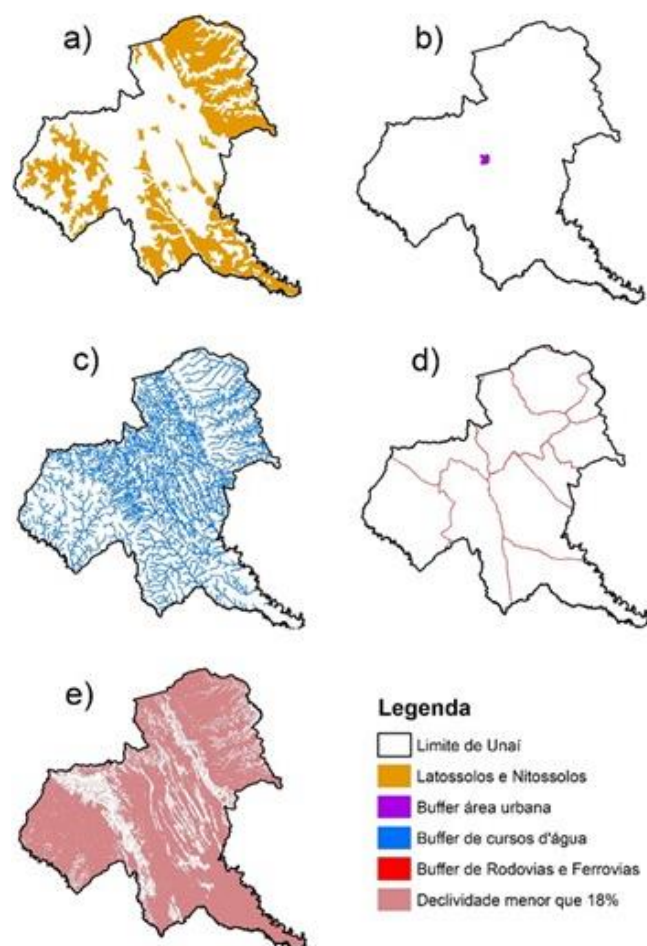 a)
b)
c)
d)
e)
Legenda
Limite de Unaí
Latossolos e Nitossolos
Buffer área urbana
Buffer de cursos d'água
Buffer de Rodovias e Ferrovias
Declividade menor que 18%